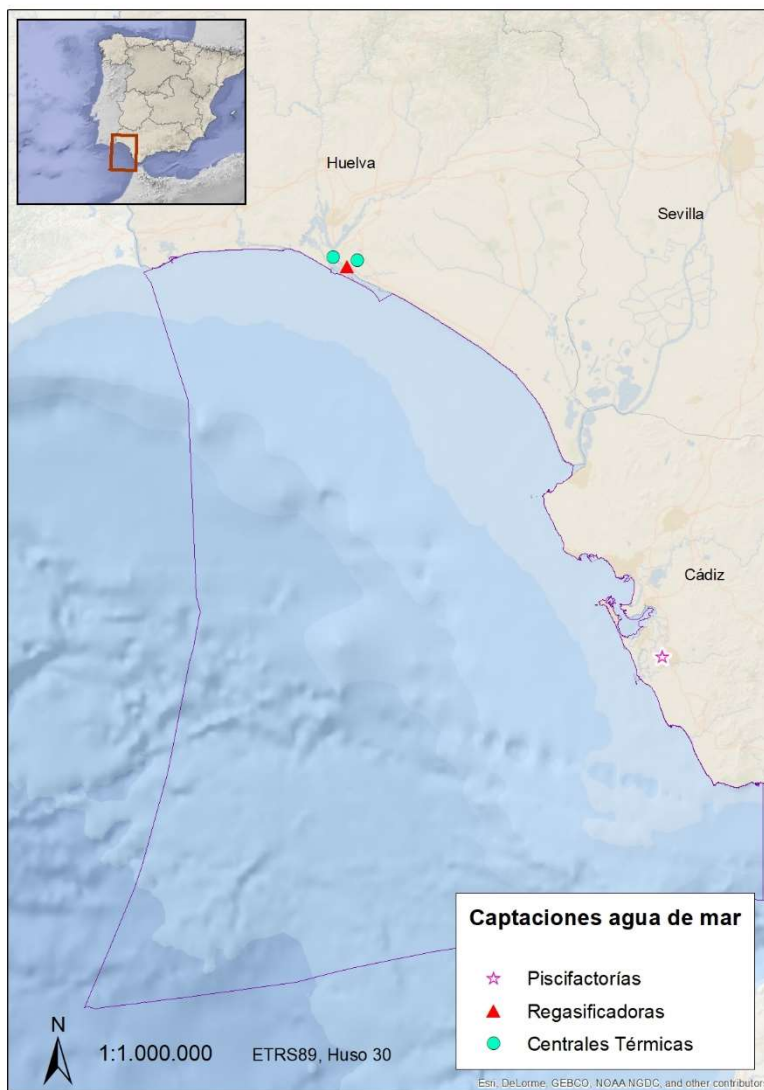 Huelva
Sevilla
Cádiz
Captaciones agua de mar
Piscifactorías
Regasificadoras
Centrales Térmicas
N
1:1.000.000
ETRS89, Huso 30
Esri, DeLorme, GEBCO, NOAA NGDC, and other contributor